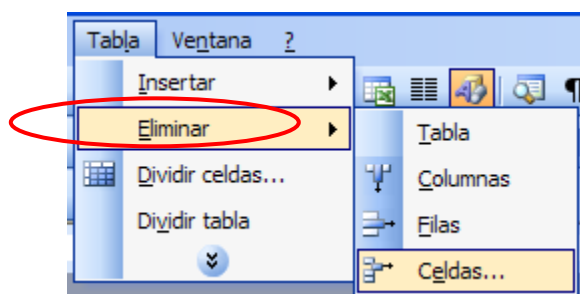 Tabla Ventana ?
Insertar
Eliminar
Dividir celdas...
Dividir tabla
Tabla
Columnas
Filas
Celdas...